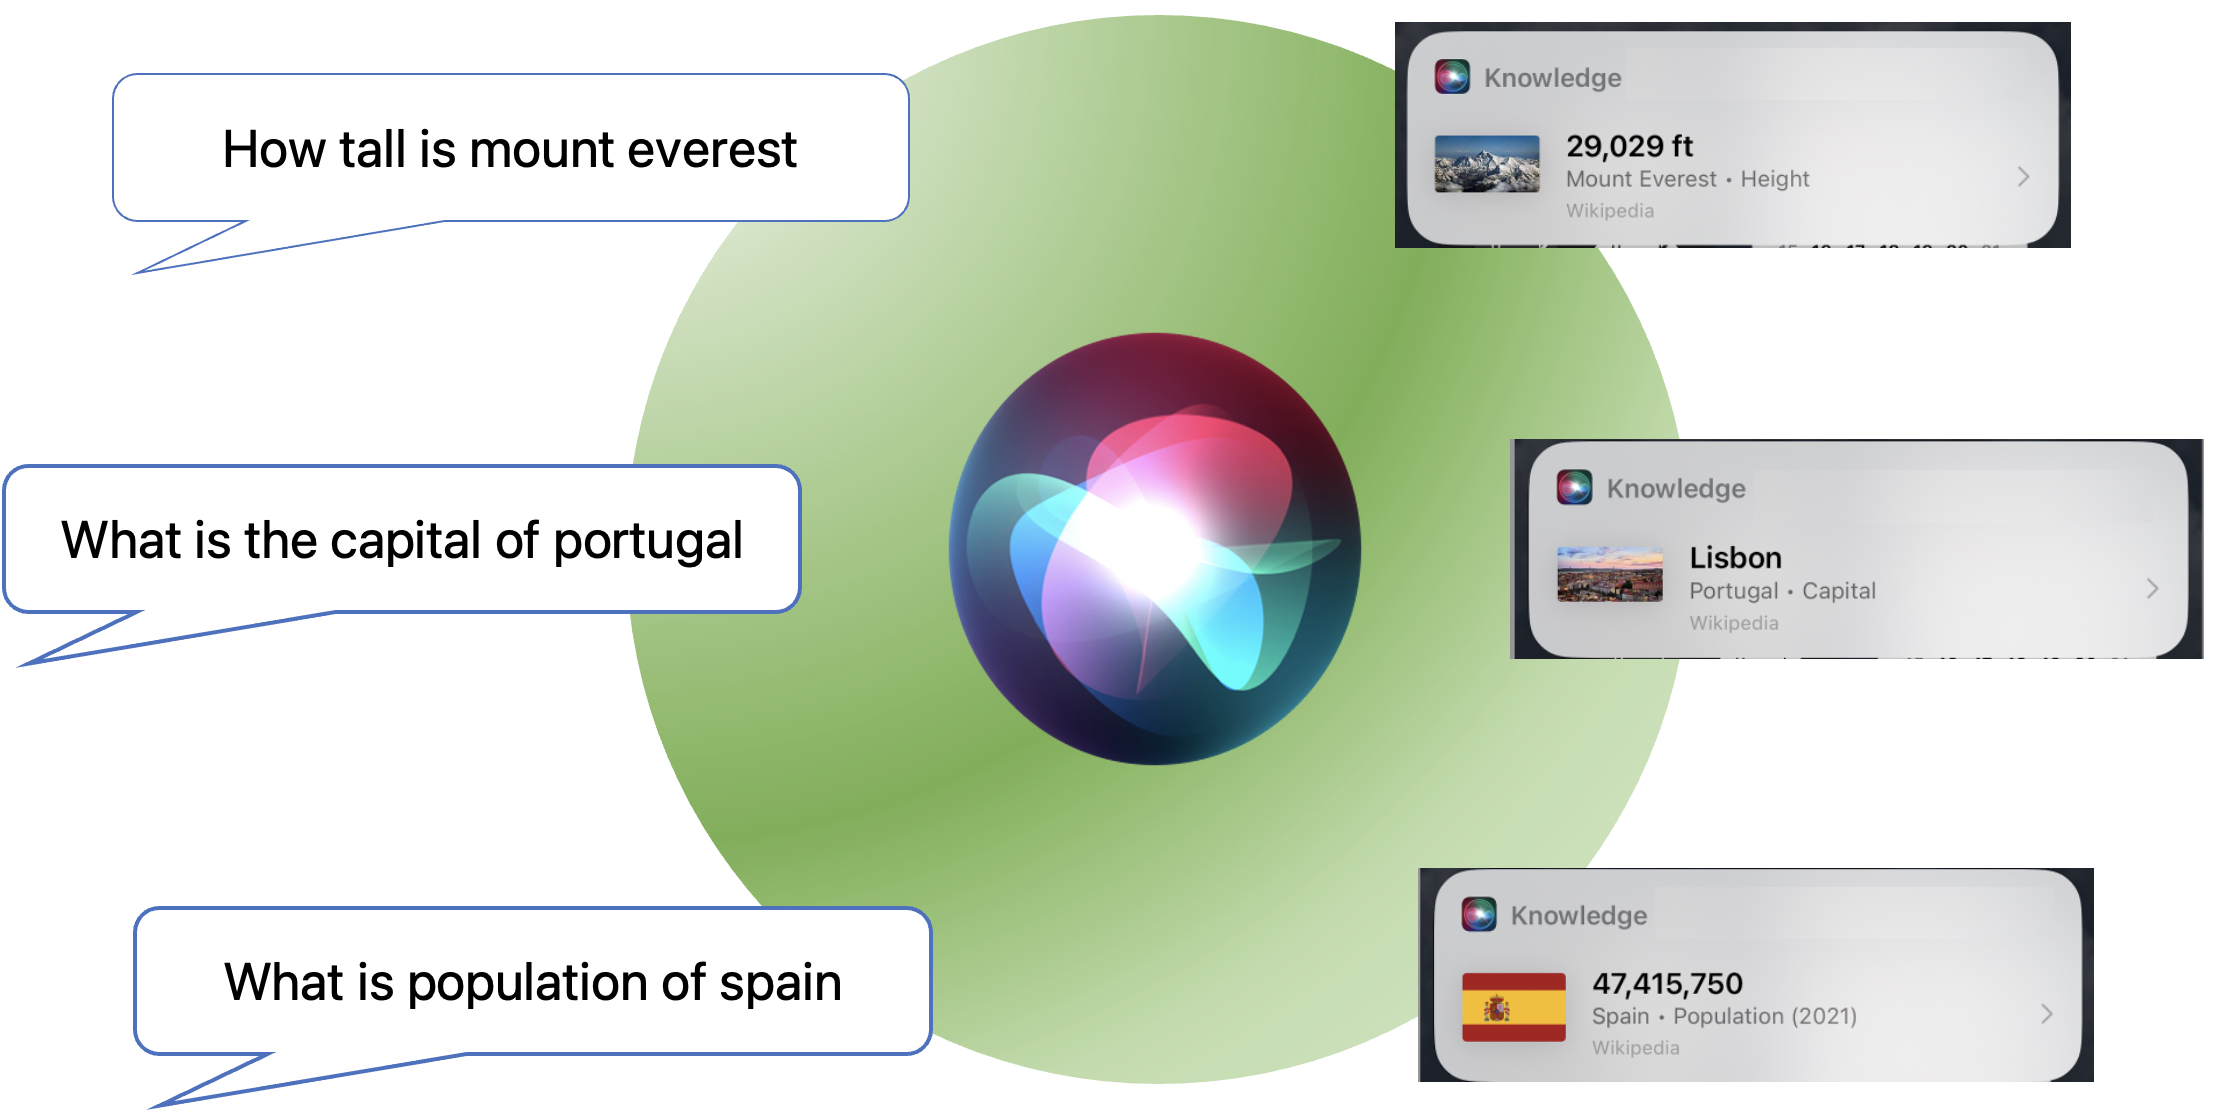 How tall is mount everest
Knowledge
29,029 ft
Mount Everest • Height
Wikipedia
What is the capital of portugal
Knowledge
Lisbon
Portugal • Capital
Wikipedia
What is population of spain
Knowledge
47,415,750
Spain • Population (2021)
Wikipedia